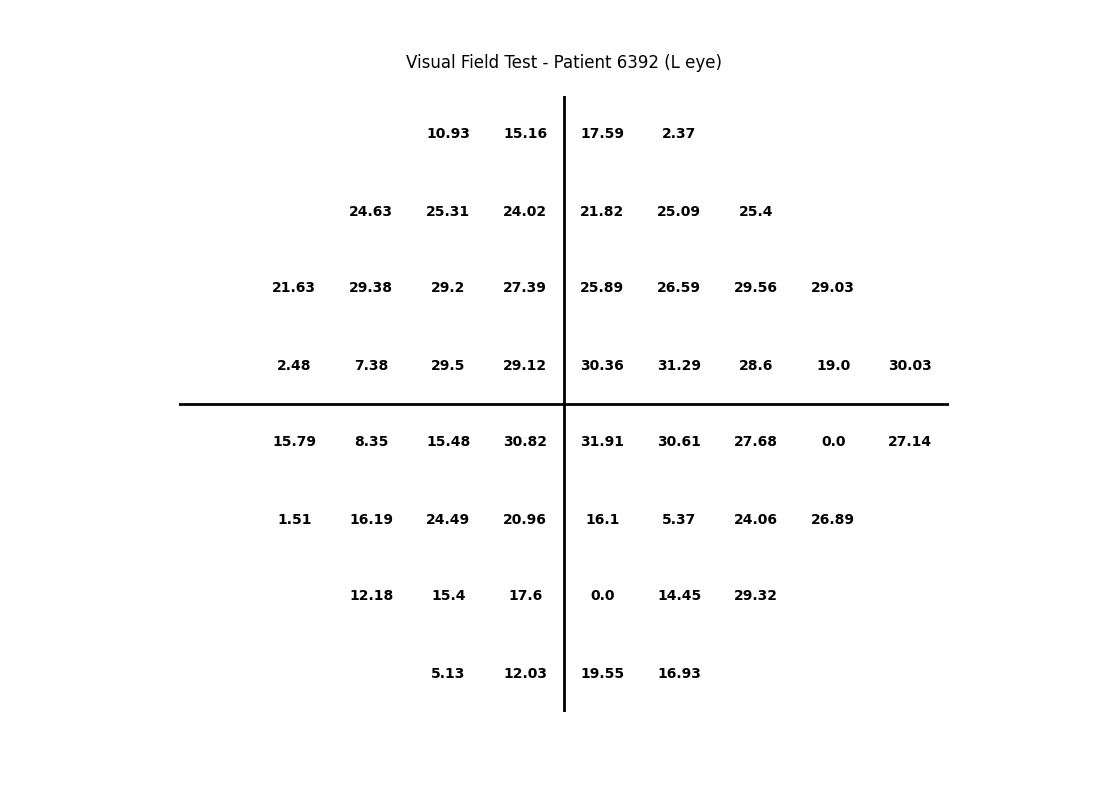 Visual Field Test - Patient 6392 (L eye)
10.93 15.16 17.59 2.37
24.63 25.31 24.02 21.82 25.09 25.4
21.63 29.38 29.2 27.39 25.89 26.59 29.56 29.03
2.48 7.38 29.5 29.12 30.36 31.29 28.6 19.0 30.03
15.79 8.35 15.48 30.82 31.91 30.61 27.68 0.0 27.14
1.51 16.19 24.49 20.96 16.1 5.37 24.06 26.89
12.18 15.4 17.6 0.0 14.45 29.32
5.13 12.03 19.55 16.93